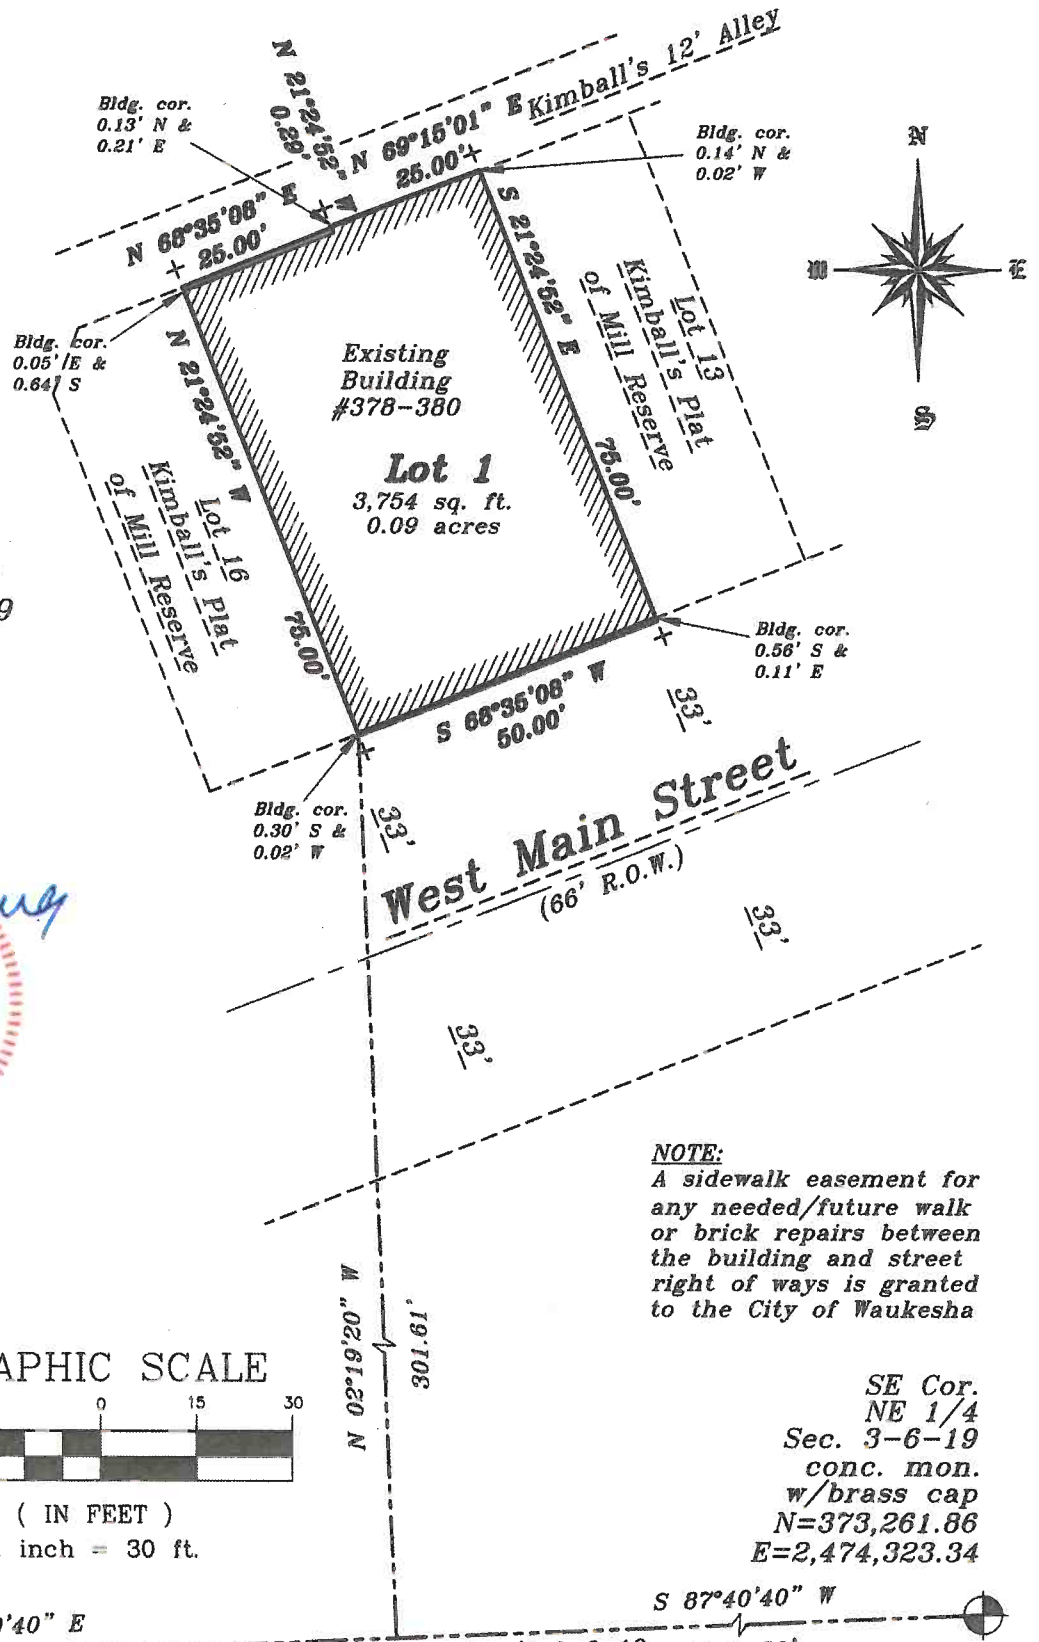 Kimball's 12' Alley
N 21°24'52" W
0.29'
Bldg. cor.
0.13' N &
0.21' E
N 69°15'01" E
25.00'
Bldg. cor.
0.14' N &
0.02' W
N
W
E
S
N 68°35'08" E
25.00'
Bldg. cor.
0.05' E &
0.64' S
N 21°24'52" W
75.00'
Existing
Building
#378-380
Lot 1
3,754 sq. ft.
0.09 acres
S 21°24'52" E
75.00'
Lot 13
Kimball's Plat
of Mill Reserve
Lot 16
Kimball's Plat
of Mill Reserve
9
Bldg. cor.
0.56' S &
0.11' E
S 68°35'08" W
50.00'
33'
Bldg. cor.
0.30' S &
0.02' W
33'
West Main Street
(66' R.O.W.)
33'
33'
NOTE:
A sidewalk easement for
any needed/future walk
or brick repairs between
the building and street
right of ways is granted
to the City of Waukesha
N 02°19'20" W
308.61'
APHIC SCALE
0 15 30
( IN FEET )
inch = 30 ft.
SE Cor.
NE 1/4
Sec. 3-6-19
conc. mon.
w/brass cap
N=373,261.86
E=2,474,323.34
S 87°40'40" W
'40" E